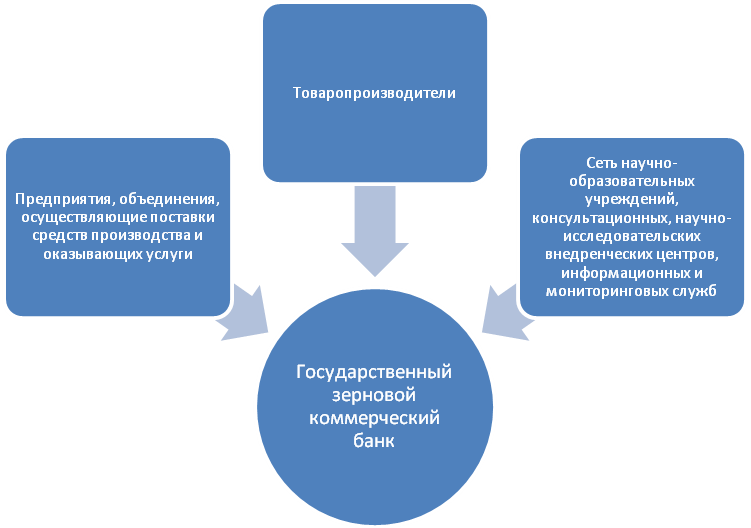 Товаропроизводители
Предприятия, объединения,
осуществляющие поставки
средств производства и
оказывающих услуги
Сеть научно-
образовательных
учреждений,
консультационных, научно-
исследовательских
внедренческих центров,
информационных и
мониторинговых служб
Государственный
зерновой
коммерческий
банк